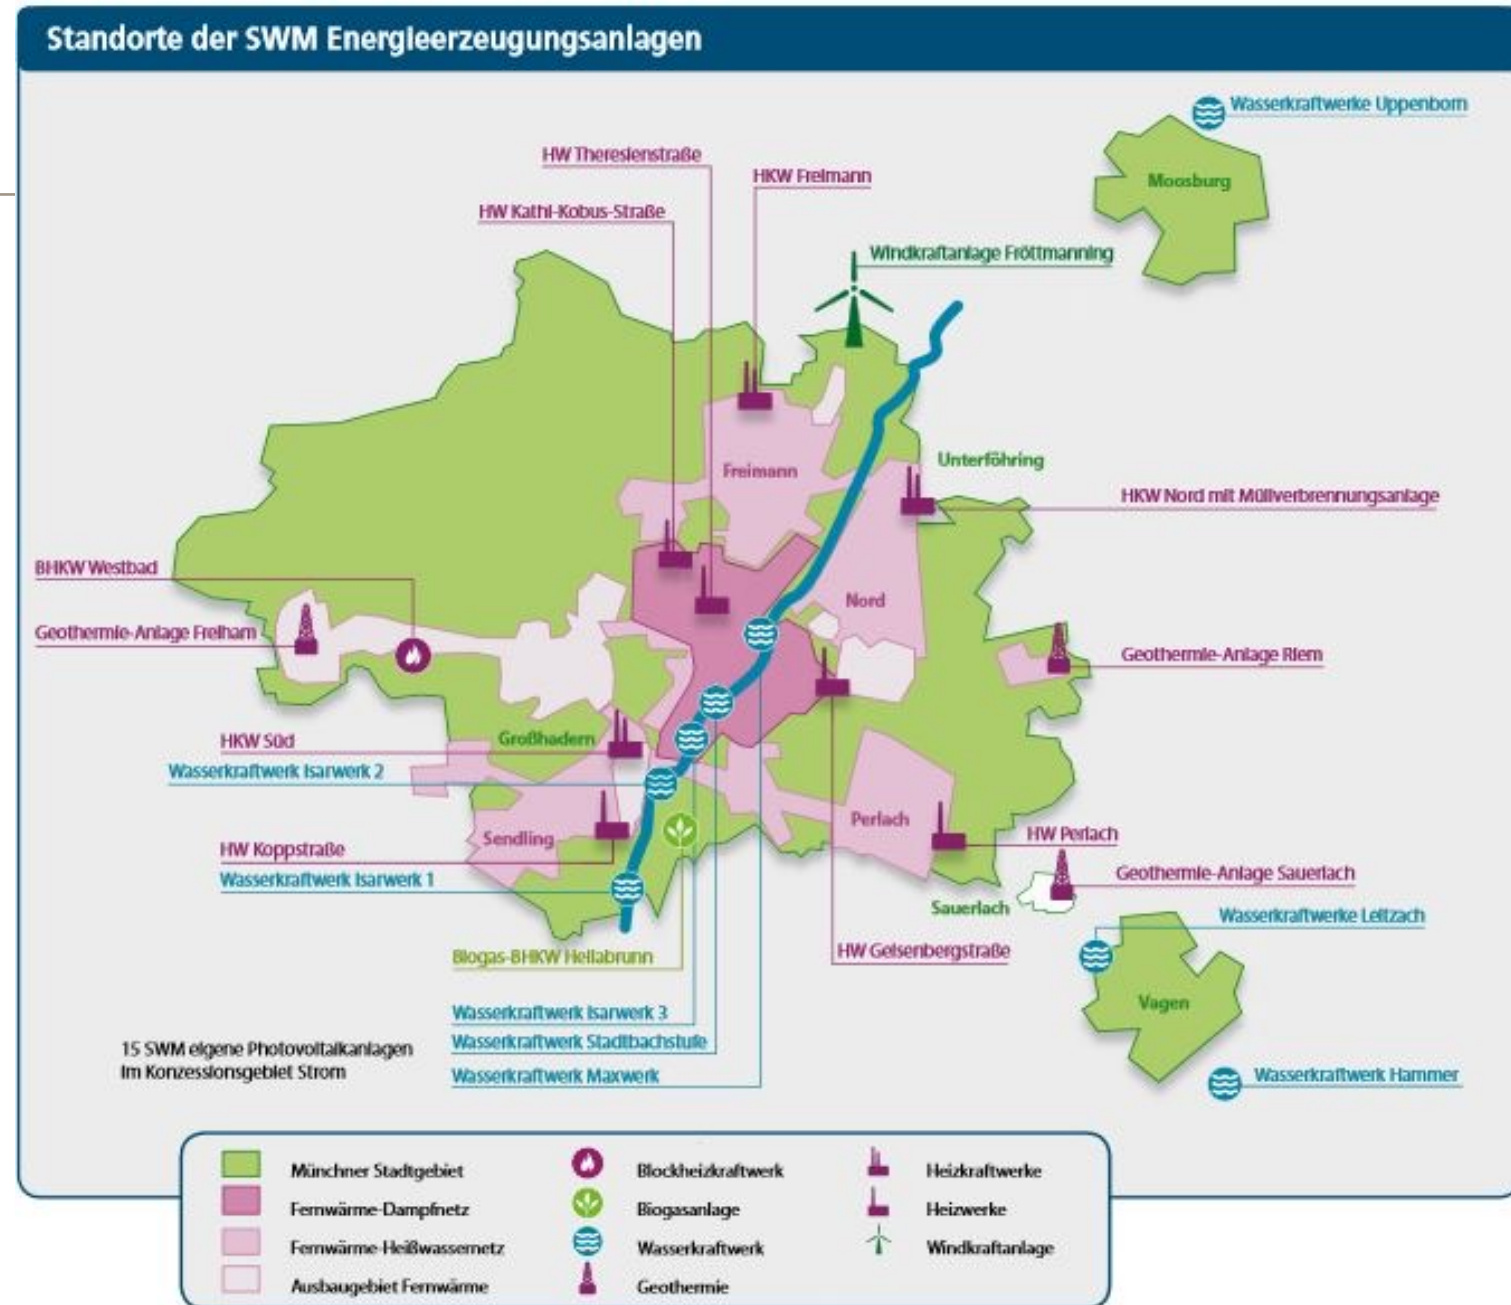 Standorte der SWM Energieerzeugungsanlagen
Wasserkraftwerke Uppenborn
HW Theresienstraße
HKW Freimann
Moosburg
HW Kathi-Kobus-Straße
Windkraftanlage Fröttmanning
Unterföhring
Freimann
HKW Nord mit Müllverbrennungsanlage
BHKW Westbad
Nord
Geothermie-Anlage Freiham
Geothermie-Anlage Riem
HKW Süd
Großhadern
Wasserkraftwerk Isarwerk 2
Perlach
HW Perlach
Sendling
HW Koppstraße
Geothermie-Anlage Sauerlach
Wasserkraftwerk Isarwerk 1
Sauerlach
Wasserkraftwerke Leitzach
HW Geisenbergstraße
Biogas-BHKW Hellabrunn
Vagen
Wasserkraftwerk Isarwerk 3
Wasserkraftwerk Stadtbachstufe
15 SWM eigene Photovoltaikanlagen
im Konzessionsgebiet Strom
Wasserkraftwerk Maxwerk
Wasserkraftwerk Hammer
Münchner Stadtgebiet
Fernwärme-Dampfnetz
Fernwärme-Heißwassernetz
Ausbaugebiet Fernwärme
Blockheizkraftwerk
Biogasanlage
Wasserkraftwerk
Geothermie
Heizkraftwerke
Heizwerke
Windkraftanlage